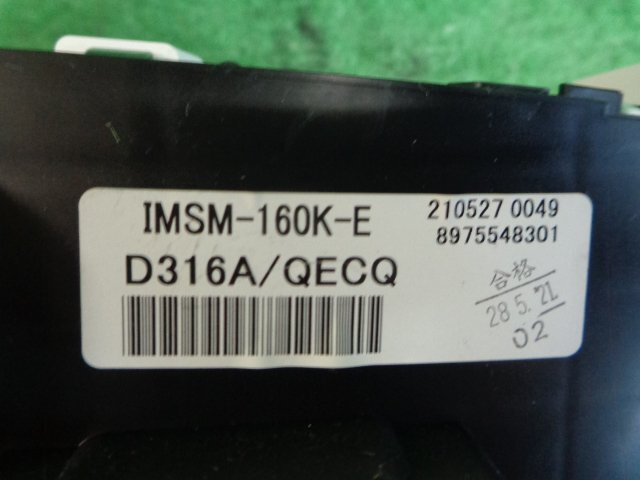 IMSM-160K-E
210527 0049
8975548301
D316A/QECQ
合格
28.5.'21
02